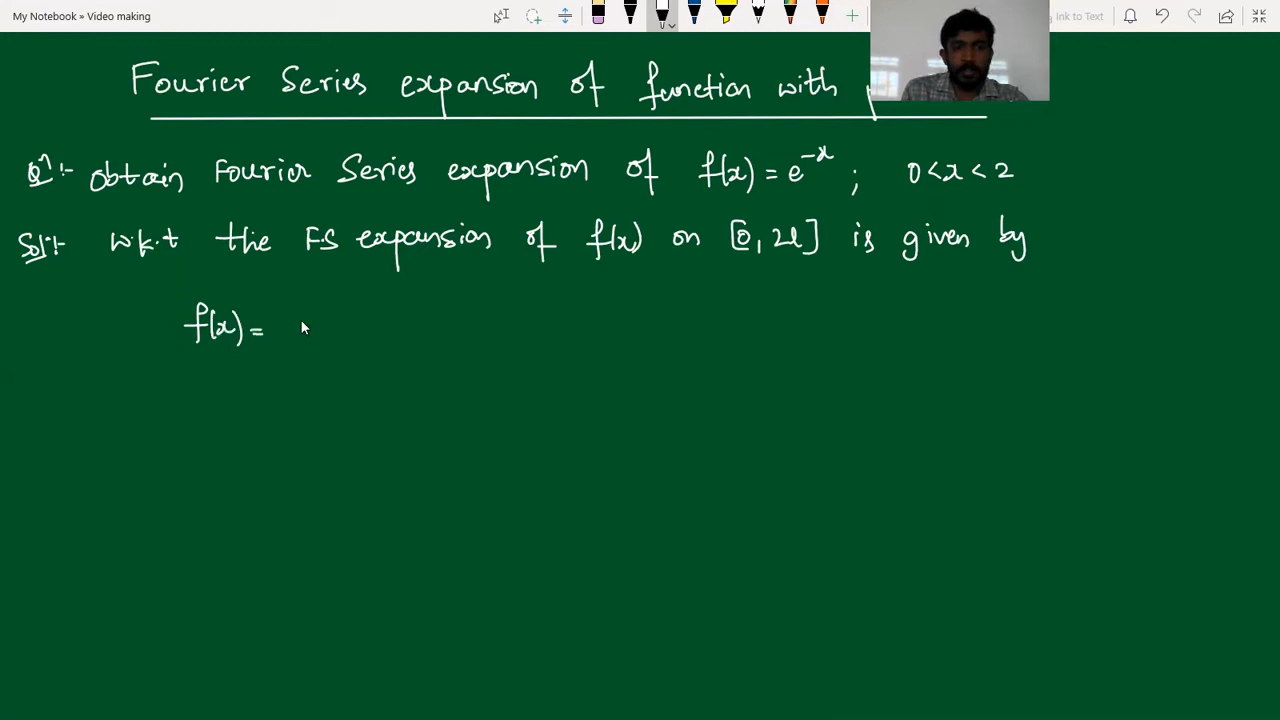 My Notebook » Video making
Ink to Text
Fourier Series expansion of function with
Qn:- obtain Fourier Series expansion of f(x) = e^{-x} ; 0<x<2
Sol:- w.k.t the FS expansion of f(x) on [0, 2l] is given by
f(x) =